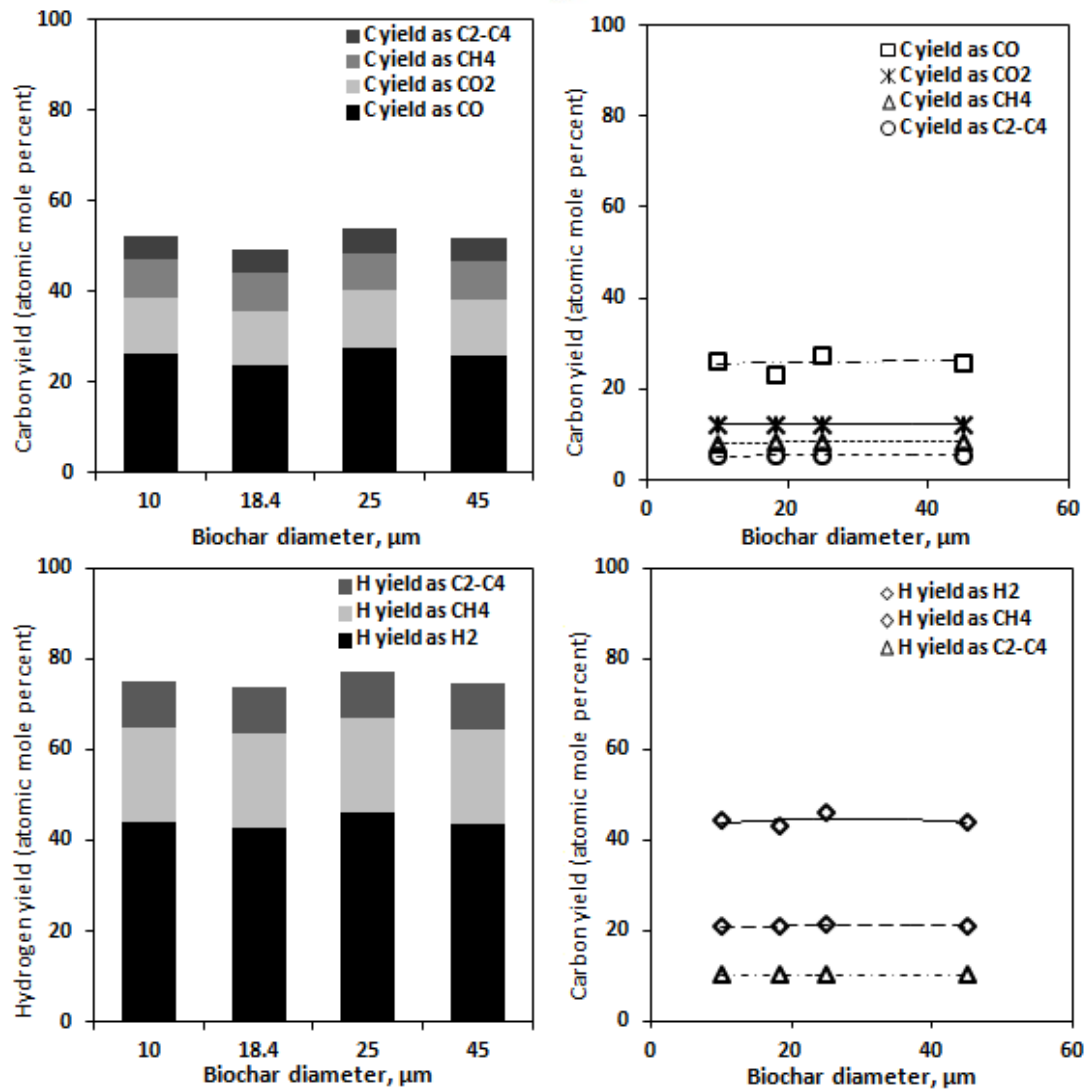 100
80
60
40
20
0
Carbon yield (atomic mole percent)
C yield as C2-C4
C yield as CH4
C yield as CO2
C yield as CO
10 18.4 25 45
Biochar diameter, µm
100
80
60
40
20
0
Carbon yield (atomic mole percent)
C yield as CO
C yield as CO2
C yield as CH4
C yield as C2-C4
0 20 40 60
Biochar diameter, µm
100
80
60
40
20
0
Hydrogen yield (atomic mole percent)
H yield as C2-C4
H yield as CH4
H yield as H2
10 18.4 25 45
Biochar diameter, µm
100
80
60
40
20
0
Carbon yield (atomic mole percent)
H yield as H2
H yield as CH4
H yield as C2-C4
0 20 40 60
Biochar diameter, µm